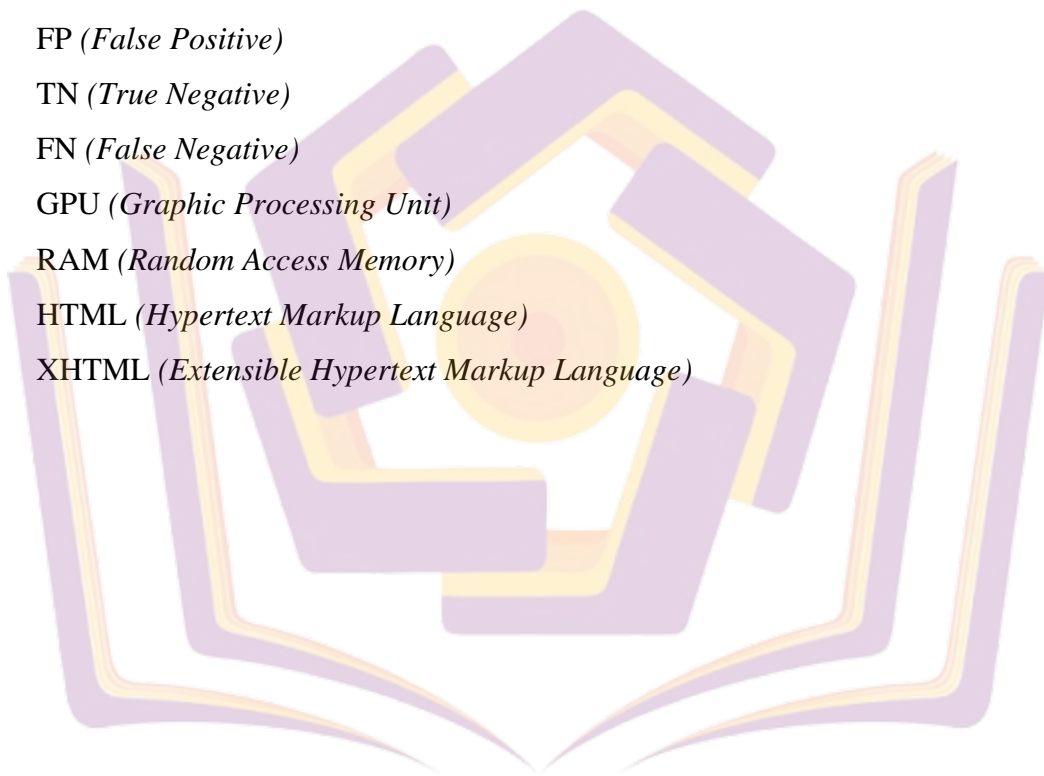 FP (False Positive)
TN (True Negative)
FN (False Negative)
GPU (Graphic Processing Unit)
RAM (Random Access Memory)
HTML (Hypertext Markup Language)
XHTML (Extensible Hypertext Markup Language)